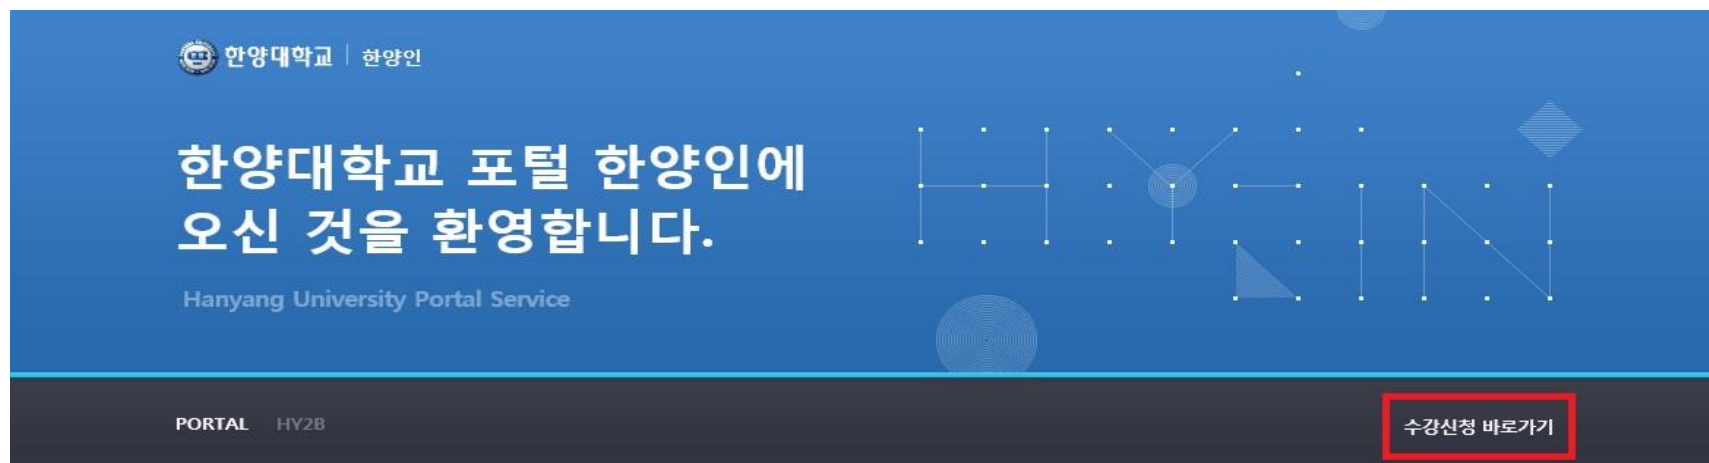 한양대학교 | 한양인
한양대학교 포털 한양인에
오신 것을 환영합니다.
Hanyang University Portal Service
PORTAL HY2B
수강신청 바로가기